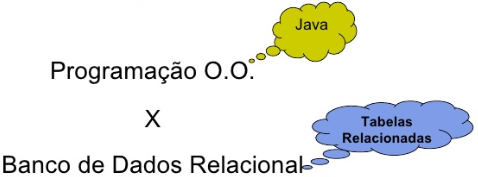 Java
Programação O.O.
X
Tabelas
Relacionadas
Banco de Dados Relacional